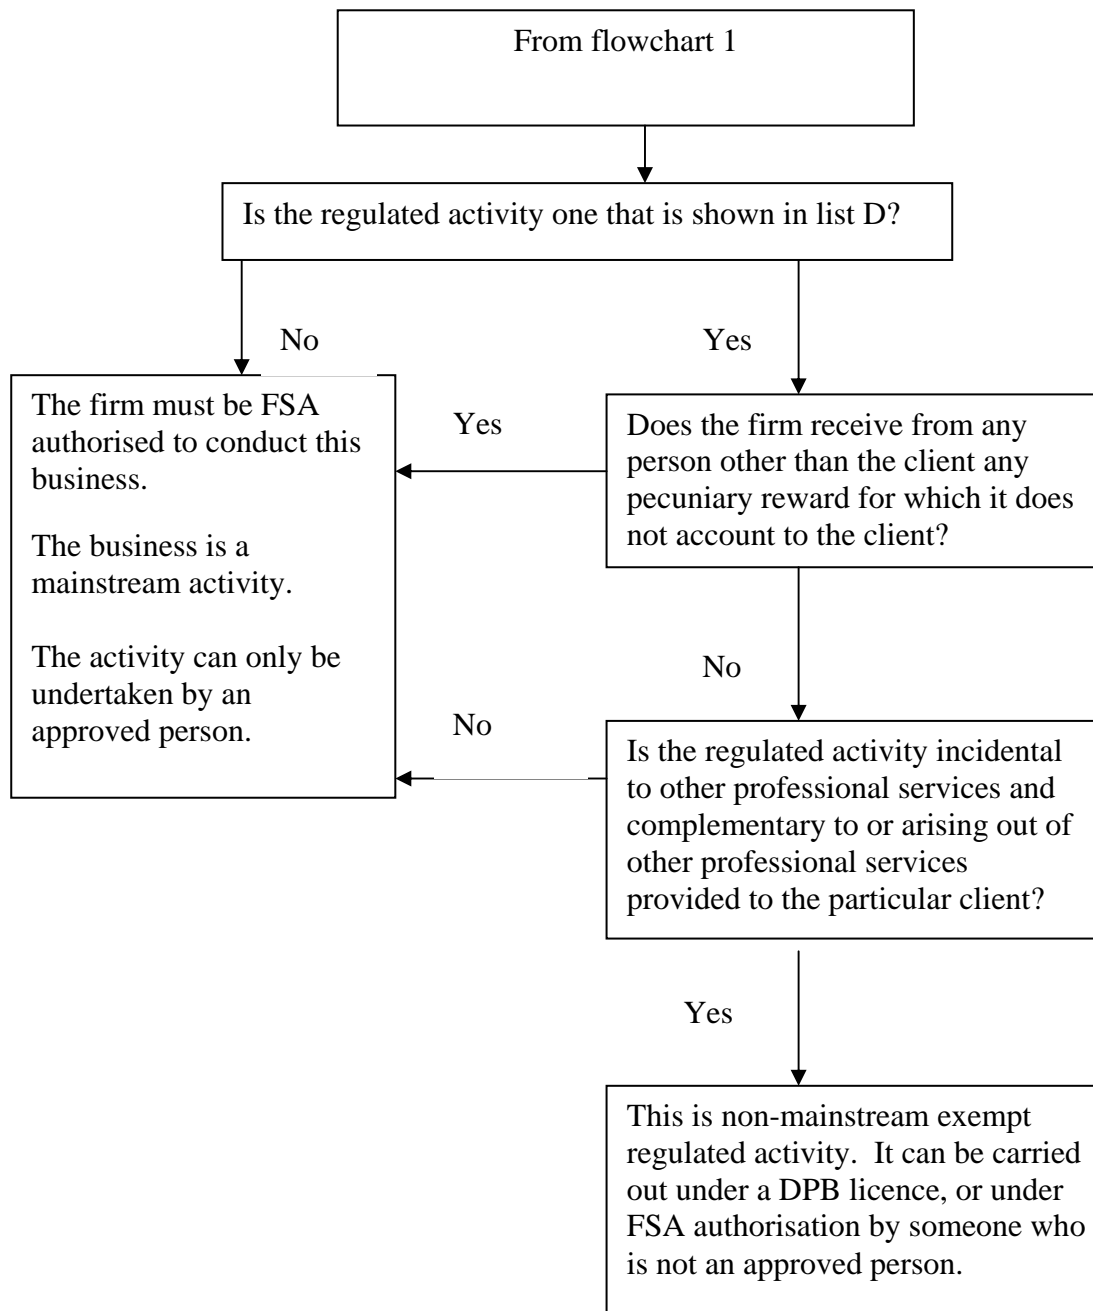 From flowchart 1
Is the regulated activity one that is shown in list D?
No
Yes
The firm must be FSA
authorised to conduct this
business.
The business is a
mainstream activity.
The activity can only be
undertaken by an
approved person.
Yes
Does the firm receive from any
person other than the client any
pecuniary reward for which it does
not account to the client?
No
No
Is the regulated activity incidental
to other professional services and
complementary to or arising out of
other professional services
provided to the particular client?
Yes
This is non-mainstream exempt
regulated activity.  It can be carried
out under a DPB licence, or under
FSA authorisation by someone who
is not an approved person.